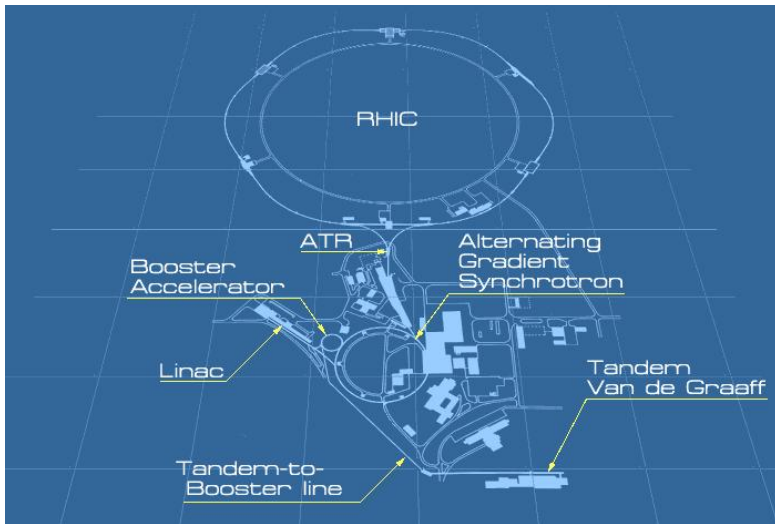 RHIC
ATR
Alternating
Gradient
Synchrotron
Booster
Accelerator
Linac
Tandem
Van de Graaff
Tandem-to-
Booster line